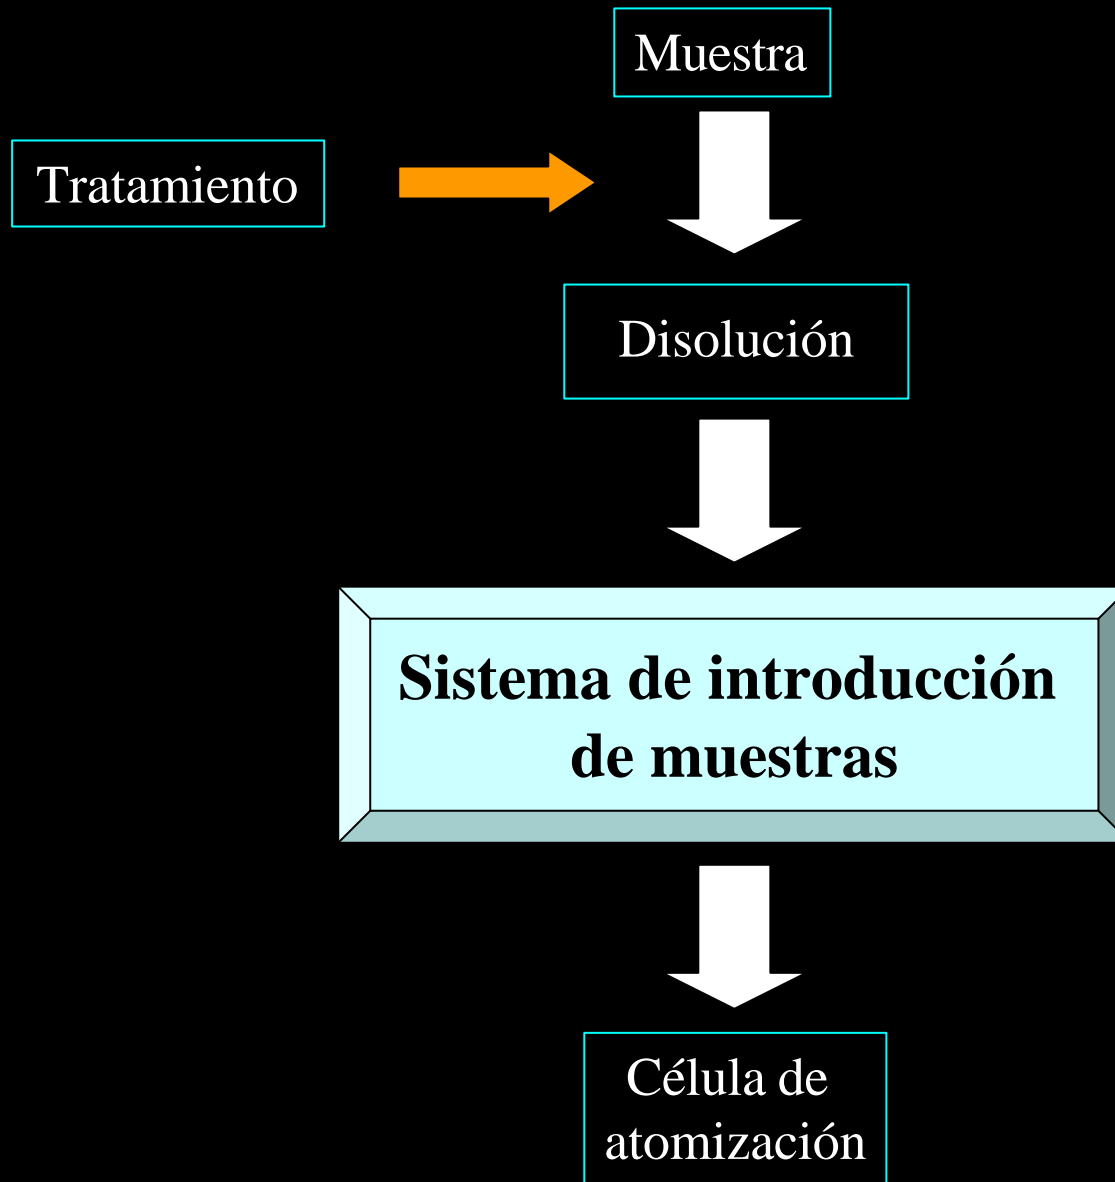 Muestra
Tratamiento
Disolución
Sistema de introducción
de muestras
Célula de
atomización